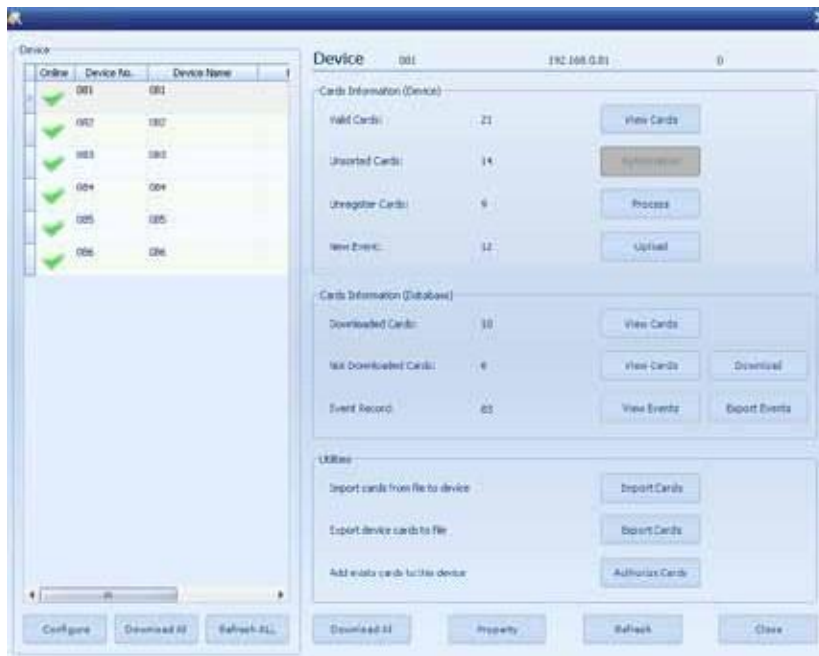 Device
Online Device No. Device Name
001 001
002 002
003 003
004 004
005 005
006 006
Configure Download All Refresh ALL
Device 001 192.168.0.81 0
Cards Information (Device)
Valid Cards: 21 View Cards
Unsorted Cards: 14
Unregister Cards: 9 Process
New Event: 12 Upload
Cards Information (Database)
Downloaded Cards: 10 View Cards
Not Downloaded Cards: 6 View Cards Download
Event Record: 83 View Events Export Events
Utilities
Import cards from file to device Import Cards
Export device cards to file Export Cards
Add exists cards to this device Authorize Cards
Download All Property Refresh Close